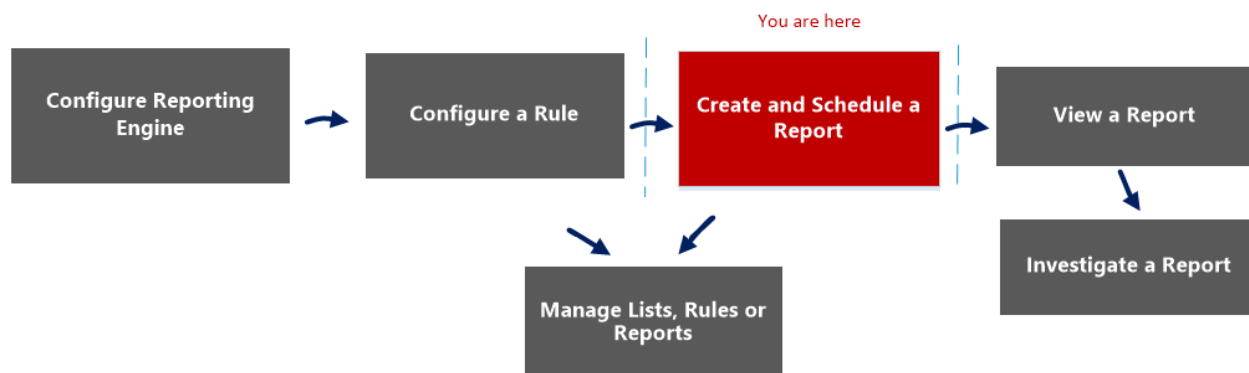 You are here
Configure Reporting
Engine
Configure a Rule
Create and Schedule a
Report
View a Report
Investigate a Report
Manage Lists, Rules or
Reports